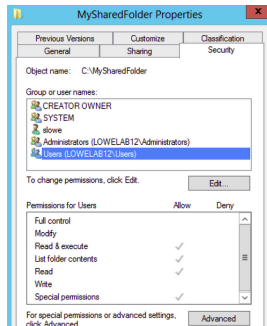 MySharedFolder Properties
x
Previous Versions Customize Classification
General Sharing Security
Object name: C:\MySharedFolder
Group or user names:
CREATOR OWNER
SYSTEM
slowe
Administrators (LOWELAB12\Administrators)
Users (LOWELAB12\Users)
To change permissions, click Edit. Edit...
Permissions for Users Allow Deny
Full control
Modify
Read & execute
List folder contents
Read
Write
Special permissions
For special permissions or advanced settings, Advanced
click Advanced